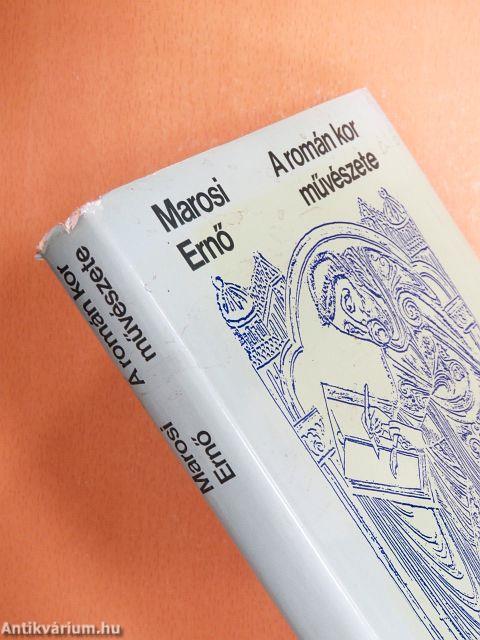 Marosi
Ernő
A román kor
művészete
A román kor
művészete
Marosi
Ernő
Antikvárium.hu